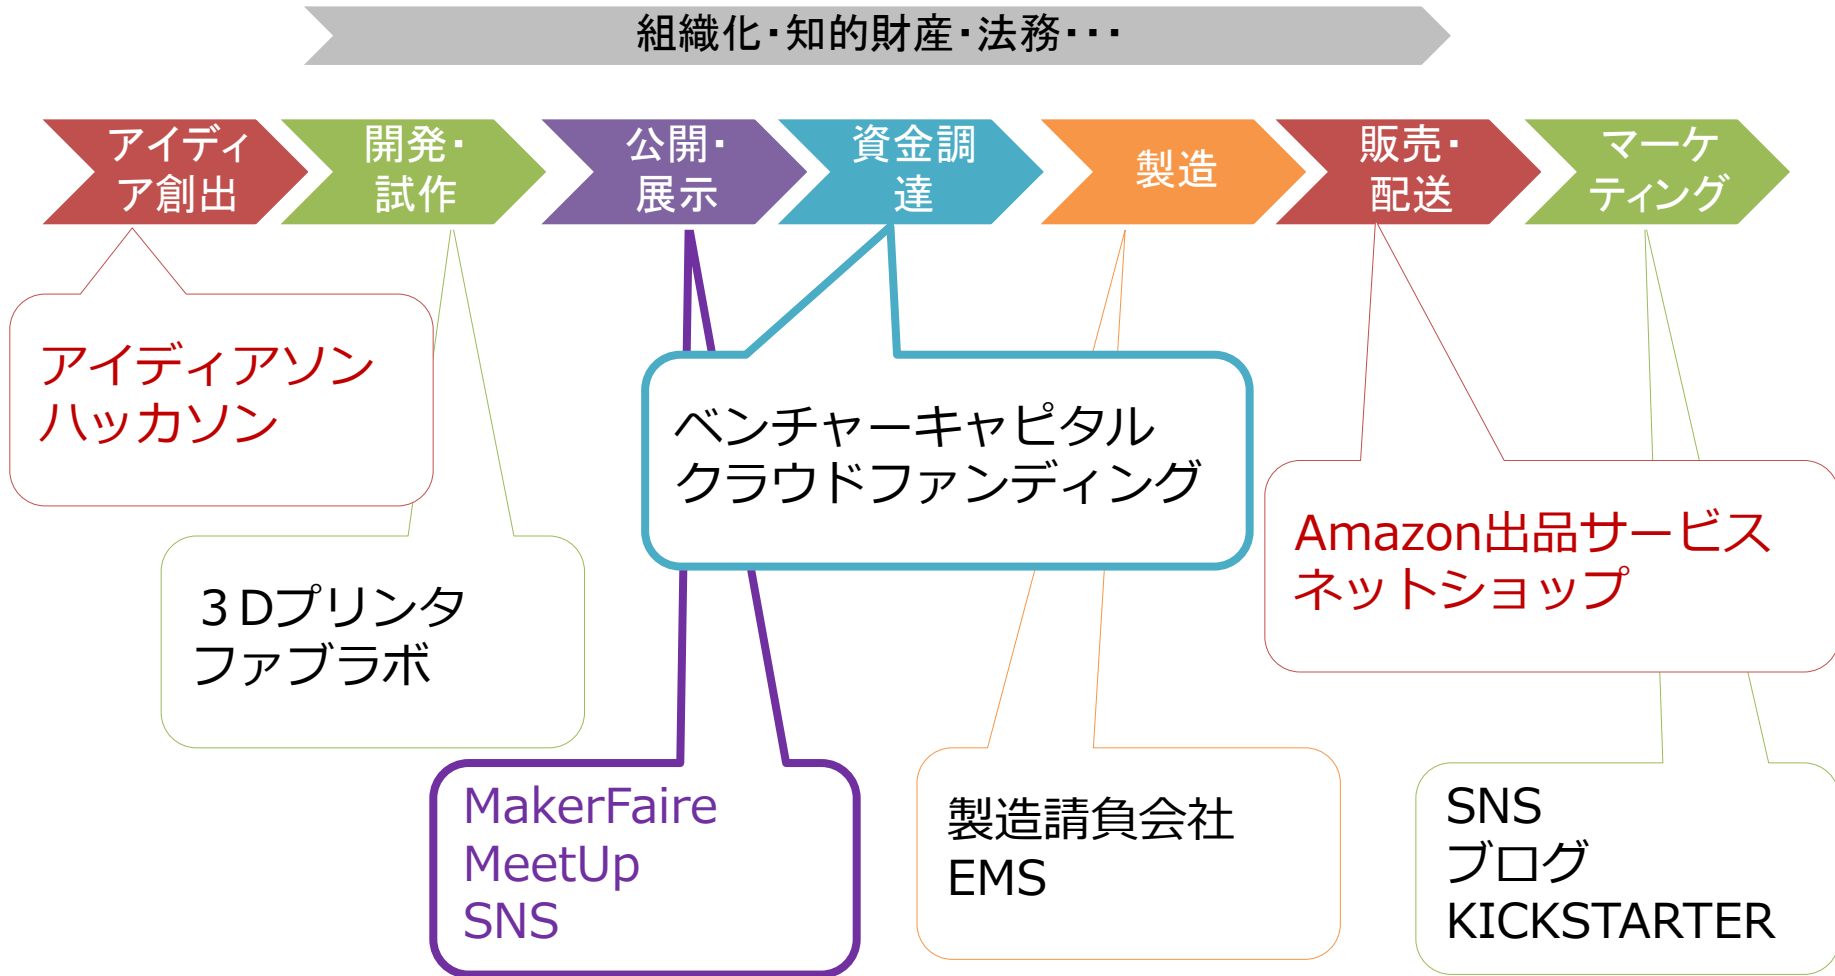 組織化・知的財産・法務・・・
アイディ
ア創出
開発・
試作
公開・
展示
資金調
達
製造
販売・
配送
マーケ
ティング
アイディアソン
ハッカソン
３Dプリンタ
ファブラボ
MakerFaire
MeetUp
SNS
ベンチャーキャピタル
クラウドファンディング
製造請負会社
EMS
Amazon出品サービス
ネットショップ
SNS
ブログ
KICKSTARTER